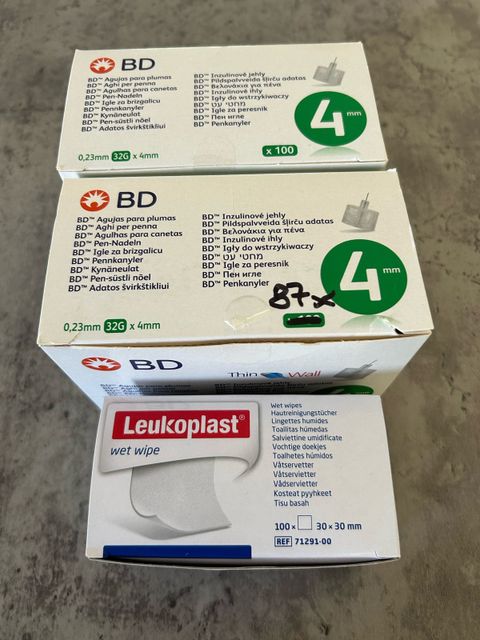 BD
BD™ Agujas para plumas
BD™ Aghi per penna
BD™ Agulhas para canetas
BD™ Pen-Nadeln
BD™ Igle za brizgalicu
BD™ Pennkanyler
BD™ Kynäneulat
BD™ Pen-süstli nõel
BD™ Adatos švirkštikliui
BD™ Inzulínové jehly
BD™ Pildspalvveida šļirču adatas
BD™ Βελονάκια για πένα
BD™ Inzulínové ihly
BD™ Igły do wstrzykiwaczy
BD™ מחטי עט
BD™ Igle za peresnik
BD™ Пен игле
BD™ Penkanyler
4 mm
x 100
0,23mm 32G x 4mm
BD
BD™ Agujas para plumas
BD™ Aghi per penna
BD™ Agulhas para canetas
BD™ Pen-Nadeln
BD™ Igle za brizgalicu
BD™ Pennkanyler
BD™ Kynäneulat
BD™ Pen-süstli nõel
BD™ Adatos švirkštikliui
BD™ Inzulínové jehly
BD™ Pildspalvveida šļirču adatas
BD™ Βελονάκια για πένα
BD™ Inzulínové ihly
BD™ Igły do wstrzykiwaczy
BD™ מחטי עט
BD™ Igle za peresnik
BD™ Пен игле
BD™ Penkanyler
4 mm
87x
0,23mm 32G x 4mm
BD
Thin Wall
Leukoplast®
wet wipe
Wet wipes
Hautreinigungstücher
Lingettes humides
Toallitas húmedas
Salviettine umidificate
Vochtige doekjes
Toalhetes húmidos
Våtservetter
Våtservietter
Vådservietter
Kosteat pyyhkeet
Tisu basah
100 × 30 × 30 mm
REF 71291-00